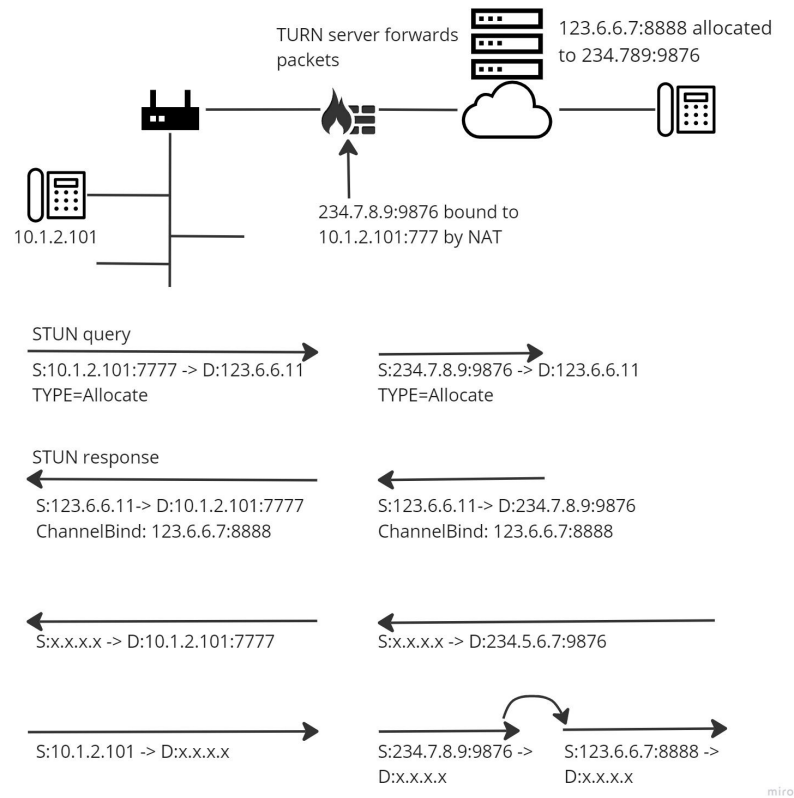 TURN server forwards
packets
123.6.6.7:8888 allocated
to 234.789:9876
10.1.2.101
234.7.8.9:9876 bound to
10.1.2.101:777 by NAT
STUN query
S:10.1.2.101:7777 -> D:123.6.6.11
TYPE=Allocate
S:234.7.8.9:9876 -> D:123.6.6.11
TYPE=Allocate
STUN response
S:123.6.6.11-> D:10.1.2.101:7777
ChannelBind: 123.6.6.7:8888
S:123.6.6.11-> D:234.7.8.9:9876
ChannelBind: 123.6.6.7:8888
S:x.x.x.x -> D:10.1.2.101:7777
S:x.x.x.x -> D:234.5.6.7:9876
S:10.1.2.101 -> D:x.x.x.x
S:234.7.8.9:9876 ->
D:x.x.x.x
S:123.6.6.7:8888 ->
D:x.x.x.x
miro